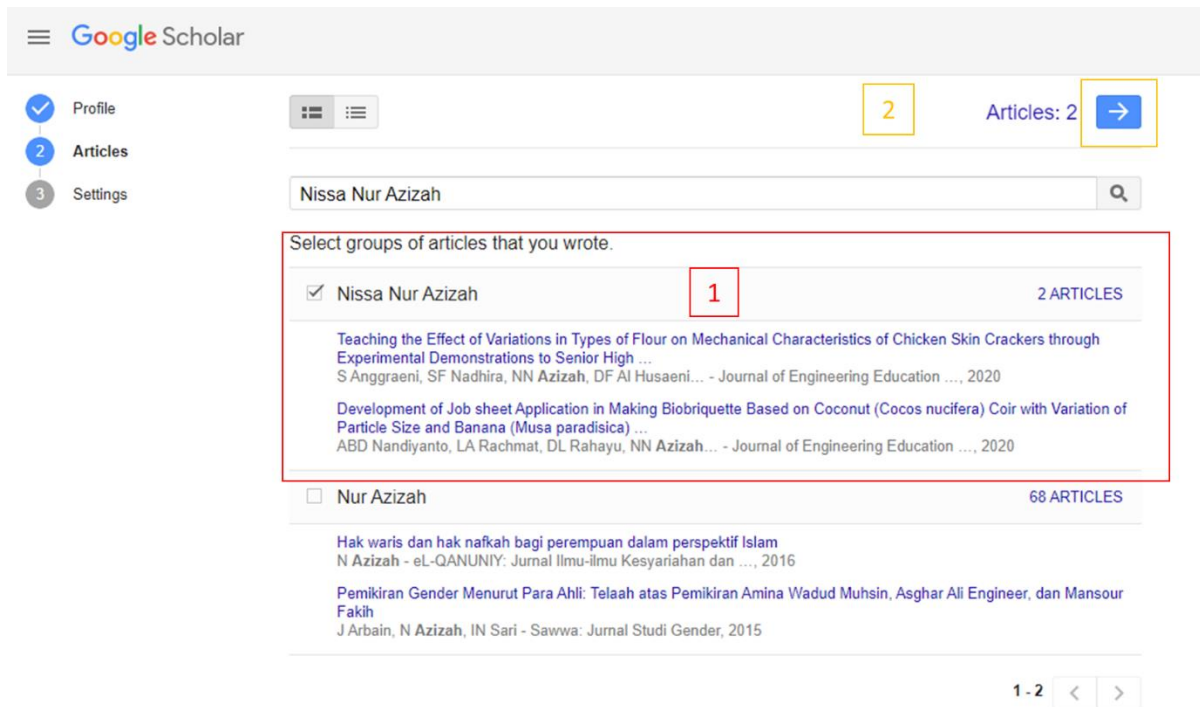 Google Scholar
Profile
2 Articles
3 Settings
2
Articles: 2
Nissa Nur Azizah
Select groups of articles that you wrote.
Nissa Nur Azizah
1
2 ARTICLES
Teaching the Effect of Variations in Types of Flour on Mechanical Characteristics of Chicken Skin Crackers through
Experimental Demonstrations to Senior High ...
S Anggraeni, SF Nadhira, NN Azizah, DF Al Husaeni... - Journal of Engineering Education ..., 2020
Development of Job sheet Application in Making Biobriquette Based on Coconut (Cocos nucifera) Coir with Variation of
Particle Size and Banana (Musa paradisica) ...
ABD Nandiyanto, LA Rachmat, DL Rahayu, NN Azizah... - Journal of Engineering Education ..., 2020
Nur Azizah
68 ARTICLES
Hak waris dan hak nafkah bagi perempuan dalam perspektif Islam
N Azizah - eL-QANUNIY: Jurnal Ilmu-ilmu Kesyariahan dan ..., 2016
Pemikiran Gender Menurut Para Ahli: Telaah atas Pemikiran Amina Wadud Muhsin, Asghar Ali Engineer, dan Mansour
Fakih
J Arbain, N Azizah, IN Sari - Sawwa: Jurnal Studi Gender, 2015
1 - 2